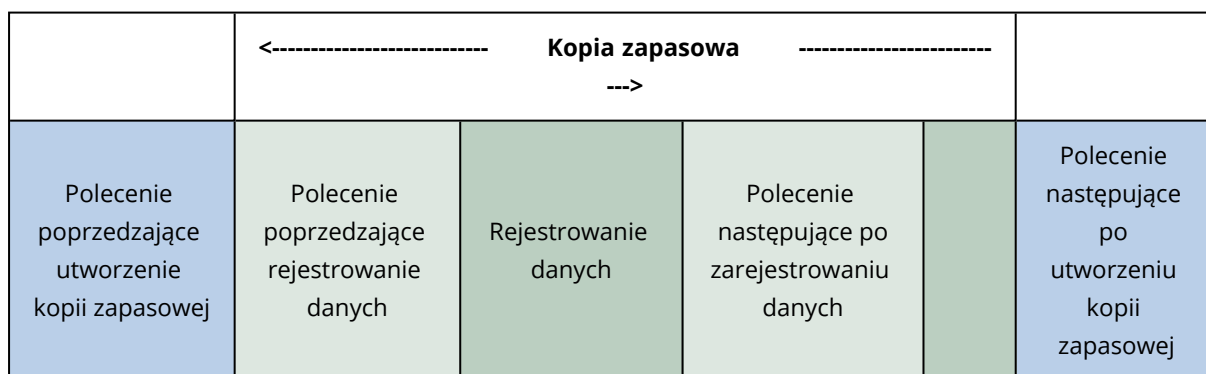 <---------------------------- Kopia zapasowa -------------------------
--->
Polecenie
poprzedzające
utworzenie
kopii zapasowej
Polecenie
poprzedzające
rejestrowanie
danych
Rejestrowanie
danych
Polecenie
następujące po
zarejestrowaniu
danych
Polecenie
następujące
po
utworzeniu
kopii
zapasowej